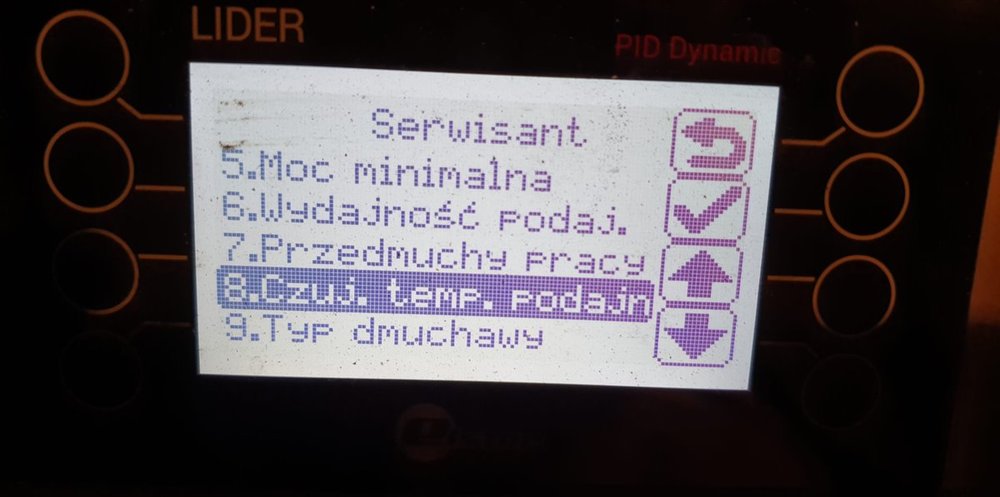 LIDER
PID Dynamic
Serwisant
5.Moc minimalna
6.Wydajność podaj.
7.Przedmuchy pracy
8.Czuj. temp. podajn
9.Typ dmuchawy